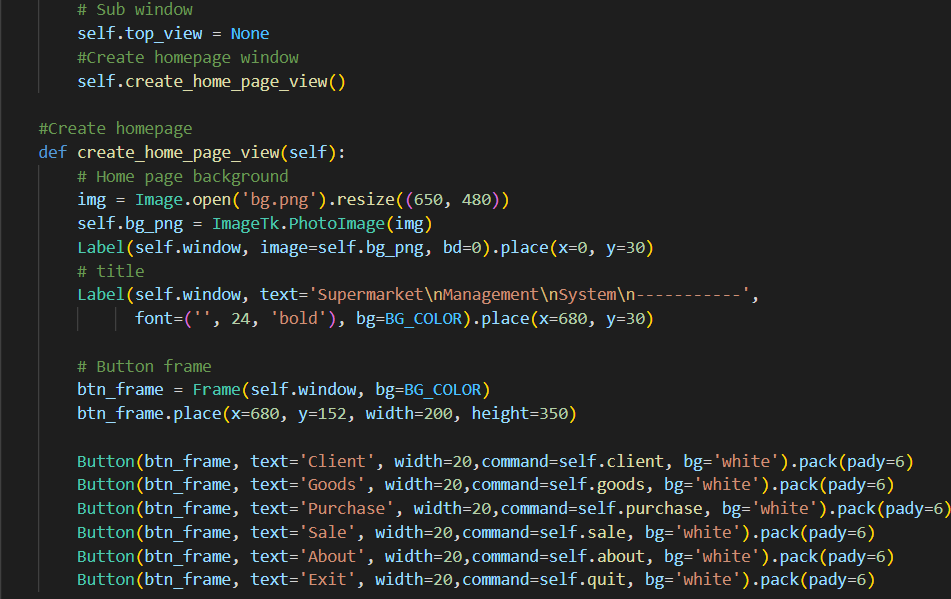 # Sub window
self.top_view = None
#Create homepage window
self.create_home_page_view()
#Create homepage
def create_home_page_view(self):
# Home page background
img = Image.open('bg.png').resize((650, 480))
self.bg_png = ImageTk.PhotoImage(img)
Label(self.window, image=self.bg_png, bd=0).place(x=0, y=30)
# title
Label(self.window, text='Supermarket\nManagement\nSystem\n-----------',
font=('', 24, 'bold'), bg=BG_COLOR).place(x=680, y=30)
# Button frame
btn_frame = Frame(self.window, bg=BG_COLOR)
btn_frame.place(x=680, y=152, width=200, height=350)
Button(btn_frame, text='Client', width=20,command=self.client, bg='white').pack(pady=6)
Button(btn_frame, text='Goods', width=20,command=self.goods, bg='white').pack(pady=6)
Button(btn_frame, text='Purchase', width=20,command=self.purchase, bg='white').pack(pady=6)
Button(btn_frame, text='Sale', width=20,command=self.sale, bg='white').pack(pady=6)
Button(btn_frame, text='About', width=20,command=self.about, bg='white').pack(pady=6)
Button(btn_frame, text='Exit', width=20,command=self.quit, bg='white').pack(pady=6)